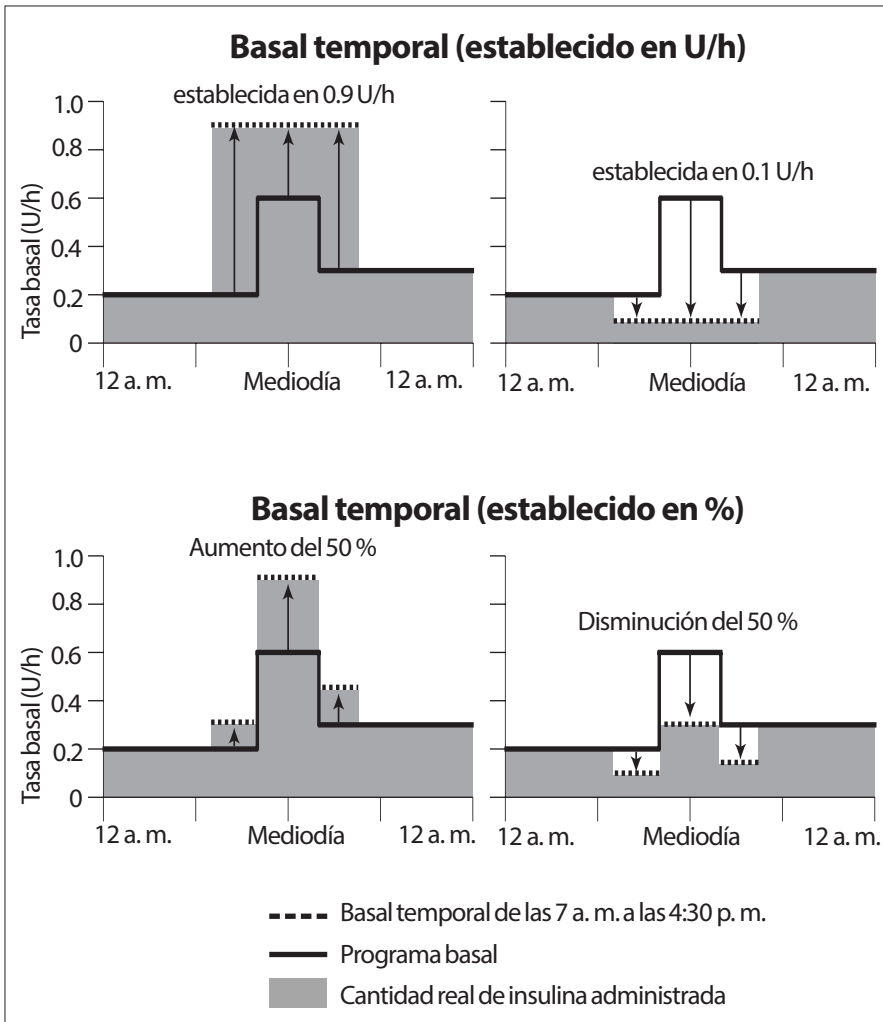 Basal temporal (establecido en U/h)
establecida en 0.9 U/h
Tasa basal (U/h)
1.0
0.8
0.6
0.4
0.2
0
12 a. m.
Mediodía
12 a. m.
establecida en 0.1 U/h
12 a. m.
Mediodía
12 a. m.
Basal temporal (establecido en %)
Aumento del 50 %
Tasa basal (U/h)
1.0
0.8
0.6
0.4
0.2
0
12 a. m.
Mediodía
12 a. m.
Disminución del 50 %
12 a. m.
Mediodía
12 a. m.
Basal temporal de las 7 a. m. a las 4:30 p. m.
Programa basal
Cantidad real de insulina administrada